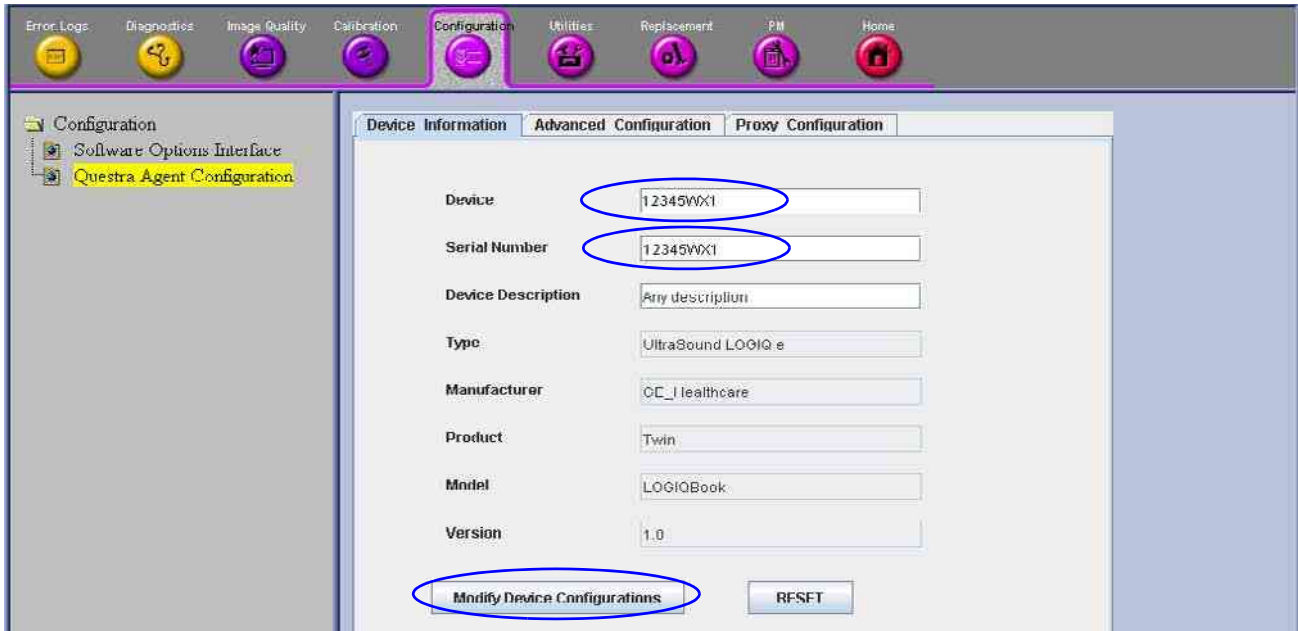 Error Logs Diagnostics Image Quality Calibration Configuration Utilities Replacement PM Home
Configuration
Software Options Interface
Questra Agent Configuration
Device Information Advanced Configuration Proxy Configuration
Device 12345WX1
Serial Number 12345WX1
Device Description Any description
Type UltraSound LOGIQ e
Manufacturer GE_Healthcare
Product Twin
Model LOGIQBook
Version 1.0
Modify Device Configurations RESET